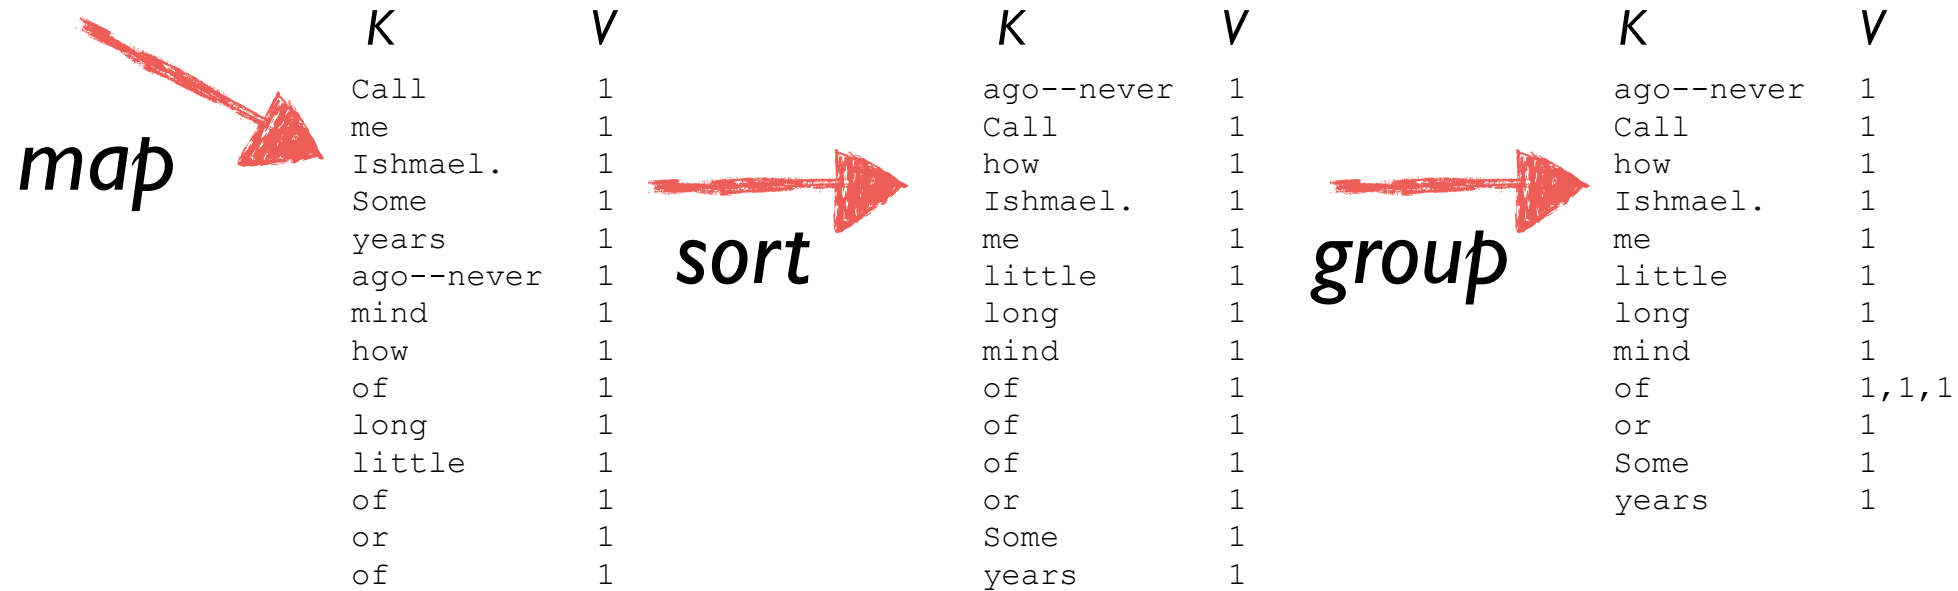 K V K V K V
Call 1 ago--never 1 ago--never 1
me 1 Call 1 Call 1
map
Ishmael. 1 how 1 how 1
Some 1 Ishmael. 1 Ishmael. 1
years 1 me 1 me 1
sort group
ago--never 1 little 1 little 1
mind 1 long 1 long 1
how 1 mind 1 mind 1
of 1 of 1 of 1,1,1
long 1 of 1 or 1
little 1 of 1 Some 1
of 1 or 1 years 1
or 1 Some 1
of 1 years 1